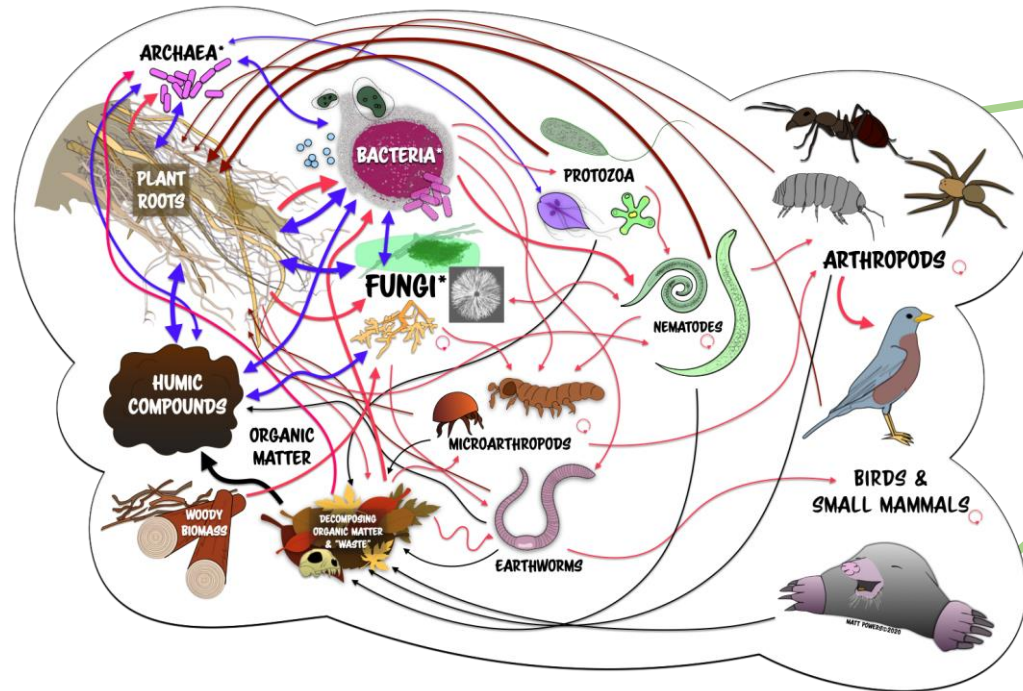 ARCHAEA*
PLANT
ROOTS
BACTERIA*
PROTOZOA
FUNGI*
NEMATODES
ARTHROPODS
HUMIC
COMPOUNDS
ORGANIC
MATTER
MICROARTHROPODS
WOODY
BIOMASS
DECOMPOSING
ORGANIC MATTER
& "WASTE"
EARTHWORMS
BIRDS &
SMALL MAMMALS
MATT POWERS©2020